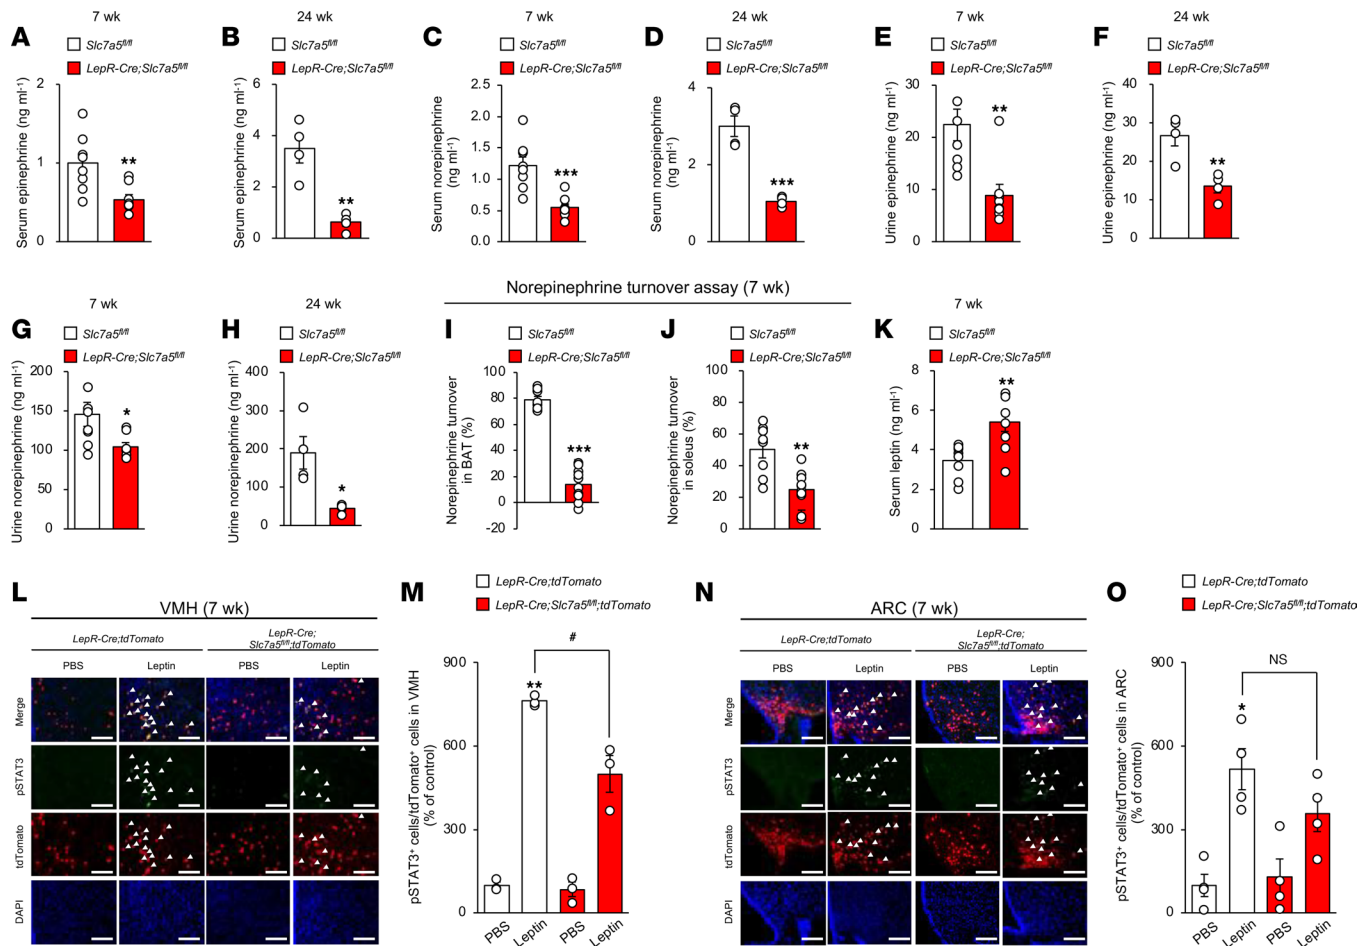 7 wk
A
Slc7a5fl/fl
LepR-Cre;Slc7a5fl/fl
Serum epinephrine (ng ml-1)
2
1
0
**
24 wk
B
Slc7a5fl/fl
LepR-Cre;Slc7a5fl/fl
Serum epinephrine (ng ml-1)
6
4
2
0
**
7 wk
C
Slc7a5fl/fl
LepR-Cre;Slc7a5fl/fl
Serum norepinephrine
(ng ml-1)
2.5
2.0
1.5
1.0
0.5
0.0
***
24 wk
D
Slc7a5fl/fl
LepR-Cre;Slc7a5fl/fl
Serum norepinephrine
(ng ml-1)
4
2
0
***
7 wk
E
Slc7a5fl/fl
LepR-Cre;Slc7a5fl/fl
Urine epinephrine (ng ml-1)
30
20
10
0
**
24 wk
F
Slc7a5fl/fl
LepR-Cre;Slc7a5fl/fl
Urine epinephrine (ng ml-1)
40
30
20
10
0
**
7 wk
G
Slc7a5fl/fl
LepR-Cre;Slc7a5fl/fl
Urine norepinephrine (ng ml-1)
200
150
100
50
0
*
24 wk
H
Slc7a5fl/fl
LepR-Cre;Slc7a5fl/fl
Urine norepinephrine (ng ml-1)
400
300
200
100
0
*
Norepinephrine turnover assay (7 wk)
I
Slc7a5fl/fl
LepR-Cre;Slc7a5fl/fl
Norepinephrine turnover
in BAT (%)
100
80
60
40
20
0
-20
***
J
Slc7a5fl/fl
LepR-Cre;Slc7a5fl/fl
Norepinephrine turnover
in soleus (%)
100
80
60
40
20
0
**
7 wk
K
Slc7a5fl/fl
LepR-Cre;Slc7a5fl/fl
Serum leptin (ng ml-1)
8
6
4
2
0
**
L
VMH (7 wk)
LepR-Cre;tdTomato
LepR-Cre;
Slc7a5fl/fl;tdTomato
PBS
Leptin
PBS
Leptin
Merge
pSTAT3
tdTomato
DAPI
M
LepR-Cre;tdTomato
LepR-Cre;Slc7a5fl/fl;tdTomato
pSTAT3+ cells/tdTomato+ cells in VMH
(% of control)
900
600
300
0
**
#
PBS
Leptin
PBS
Leptin
N
ARC (7 wk)
LepR-Cre;tdTomato
LepR-Cre;
Slc7a5fl/fl;tdTomato
PBS
Leptin
PBS
Leptin
Merge
pSTAT3
tdTomato
DAPI
O
LepR-Cre;tdTomato
LepR-Cre;Slc7a5fl/fl;tdTomato
pSTAT3+ cells/tdTomato+ cells in ARC
(% of control)
900
600
300
0
*
NS
PBS
Leptin
PBS
Leptin